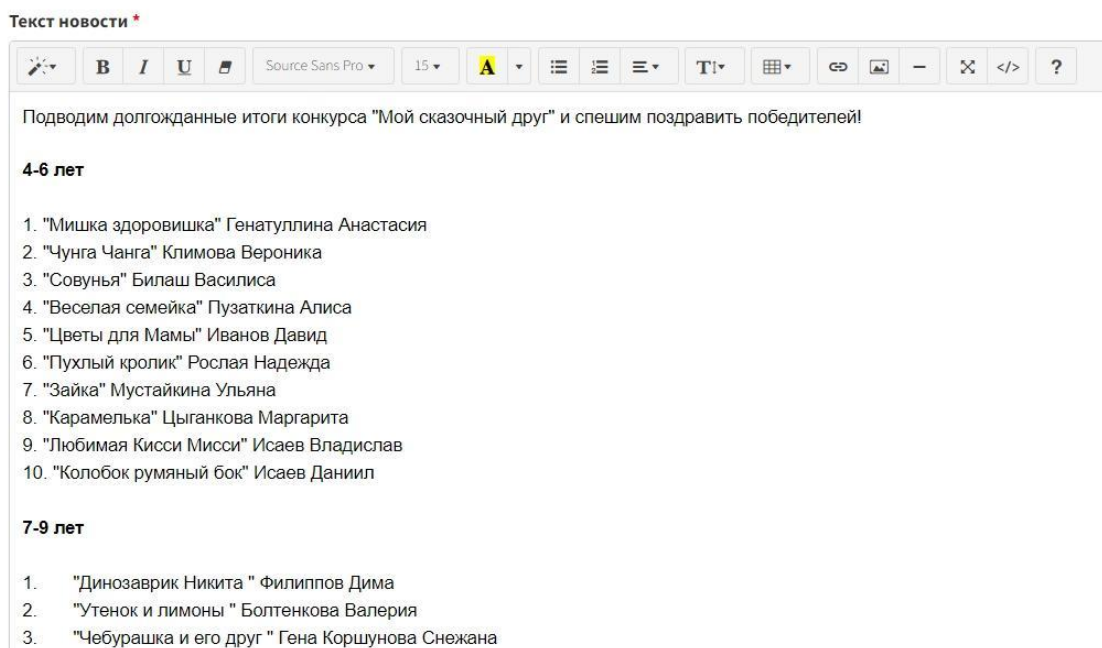 Текст новости *
B I U Source Sans Pro 15 A T </> ?
Подводим долгожданные итоги конкурса "Мой сказочный друг" и спешим поздравить победителей!
4-6 лет
1. "Мишка здоровишка" Генатуллина Анастасия
2. "Чунга Чанга" Климова Вероника
3. "Совунья" Билаш Василиса
4. "Веселая семейка" Пузаткина Алиса
5. "Цветы для Мамы" Иванов Давид
6. "Пухлый кролик" Рослая Надежда
7. "Зайка" Мустайкина Ульяна
8. "Карамелька" Цыганкова Маргарита
9. "Любимая Кисси Мисси" Исаев Владислав
10. "Колобок румяный бок" Исаев Даниил
7-9 лет
1. "Динозаврик Никита " Филиппов Дима
2. "Утенок и лимоны " Болтенкова Валерия
3. "Чебурашка и его друг " Гена Коршунова Снежана